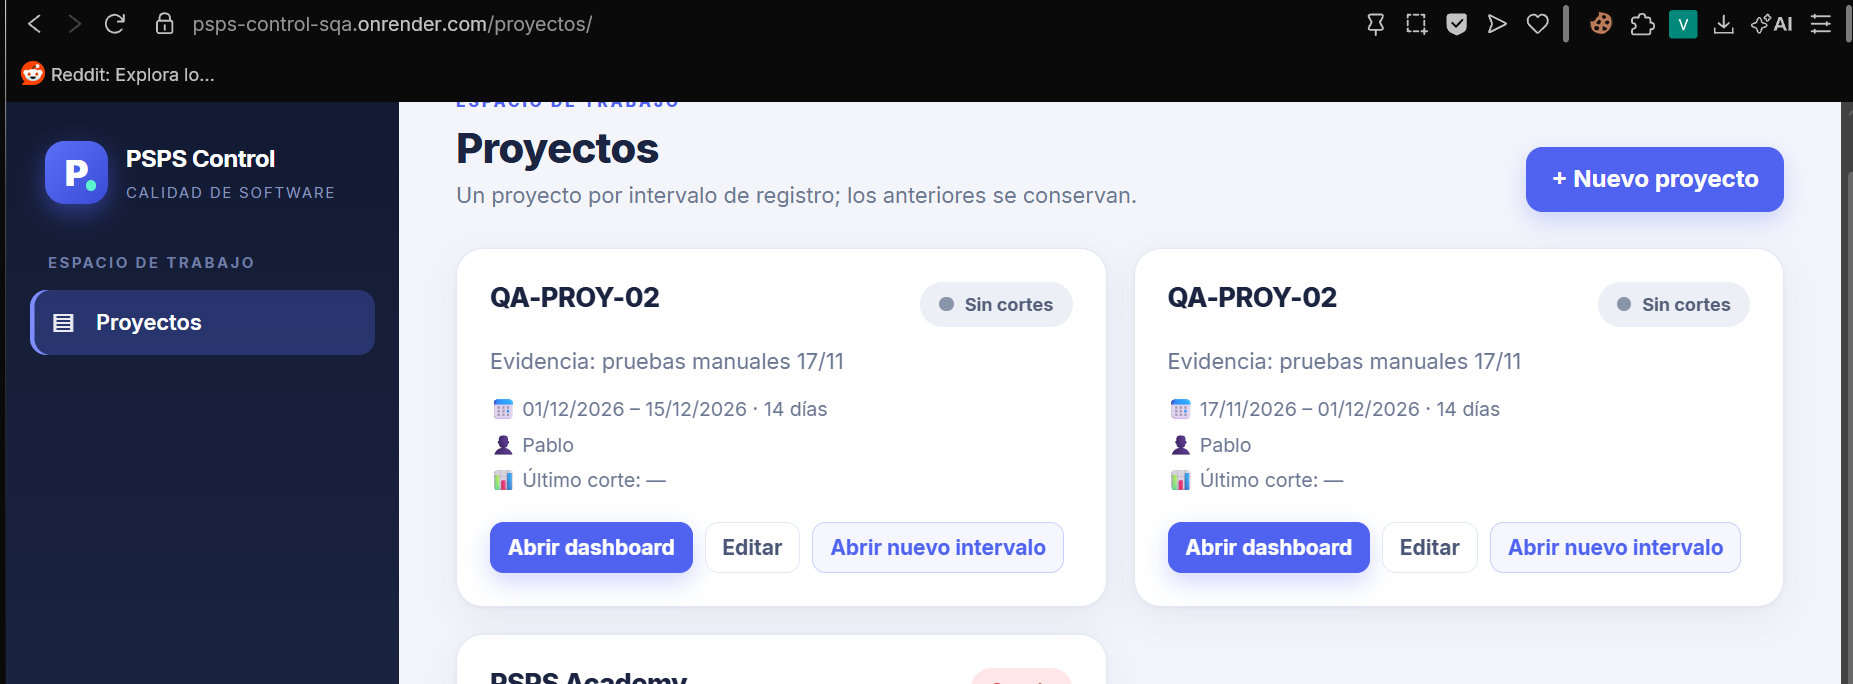 psps-control-sqa.onrender.com/proyectos/
V
AI
Reddit: Explora lo...
P.
PSPS Control
CALIDAD DE SOFTWARE
ESPACIO DE TRABAJO
Proyectos
ESPACIO DE TRABAJO
Proyectos
Un proyecto por intervalo de registro; los anteriores se conservan.
+ Nuevo proyecto
QA-PROY-02
Sin cortes
Evidencia: pruebas manuales 17/11
01/12/2026 – 15/12/2026 · 14 días
Pablo
Último corte: —
Abrir dashboard
Editar
Abrir nuevo intervalo
QA-PROY-02
Sin cortes
Evidencia: pruebas manuales 17/11
17/11/2026 – 01/12/2026 · 14 días
Pablo
Último corte: —
Abrir dashboard
Editar
Abrir nuevo intervalo
PSPS Academy